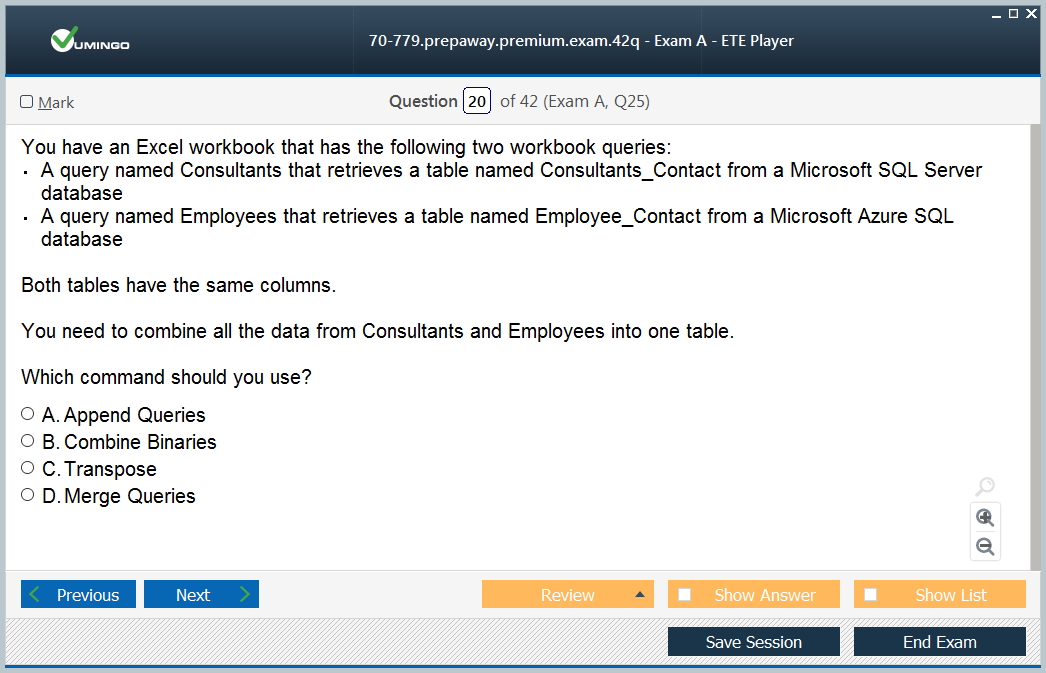 VUMINGO
70-779.prepaway.premium.exam.42q - Exam A - ETE Player
Mark
Question 20 of 42 (Exam A, Q25)
You have an Excel workbook that has the following two workbook queries:
· A query named Consultants that retrieves a table named Consultants_Contact from a Microsoft SQL Server
database
· A query named Employees that retrieves a table named Employee_Contact from a Microsoft Azure SQL
database
Both tables have the same columns.
You need to combine all the data from Consultants and Employees into one table.
Which command should you use?
A. Append Queries
B. Combine Binaries
C. Transpose
D. Merge Queries
Previous
Next
Review
Show Answer
Show List
Save Session
End Exam